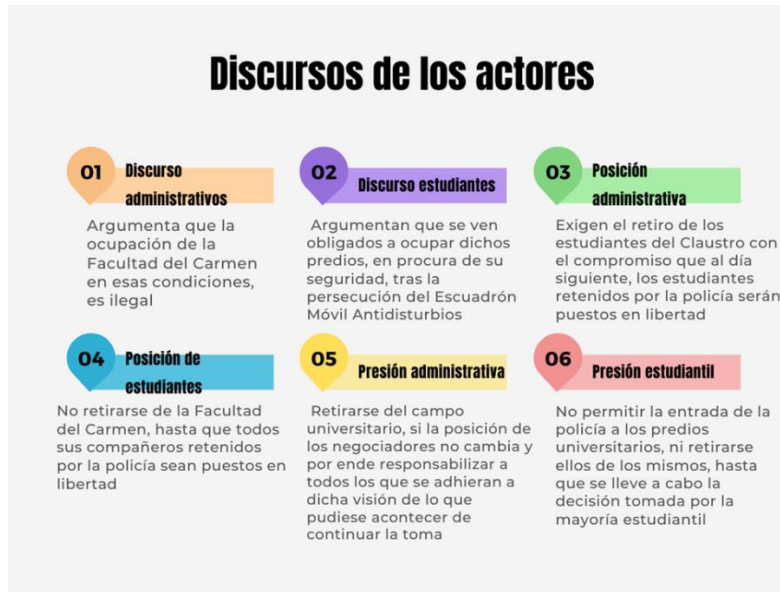 Discursos de los actores
01
Discurso
administrativos
Argumenta que la
ocupación de la
Facultad del Carmen
en esas condiciones,
es ilegal
02
Discurso estudiantes
Argumentan que se ven
obligados a ocupar dichos
predios, en procura de su
seguridad, tras la
persecución del Escuadrón
Móvil Antidisturbios
03
Posición
administrativa
Exigen el retiro de los
estudiantes del Claustro con
el compromiso que al día
siguiente, los estudiantes
retenidos por la policía serán
puestos en libertad
04
Posición de
estudiantes
No retirarse de la Facultad
del Carmen, hasta que todos
sus compañeros retenidos
por la policía sean puestos en
libertad
05
Presión administrativa
Retirarse del campo
universitario, si la posición de
los negociadores no cambia y
por ende responsabilizar a
todos los que se adhieran a
dicha visión de lo que
pudiese acontecer de
continuar la toma
06
Presión estudiantil
No permitir la entrada de la
policía a los predios
universitarios, ni retirarse
ellos de los mismos, hasta
que se lleve a cabo la
decisión tomada por la
mayoría estudiantil